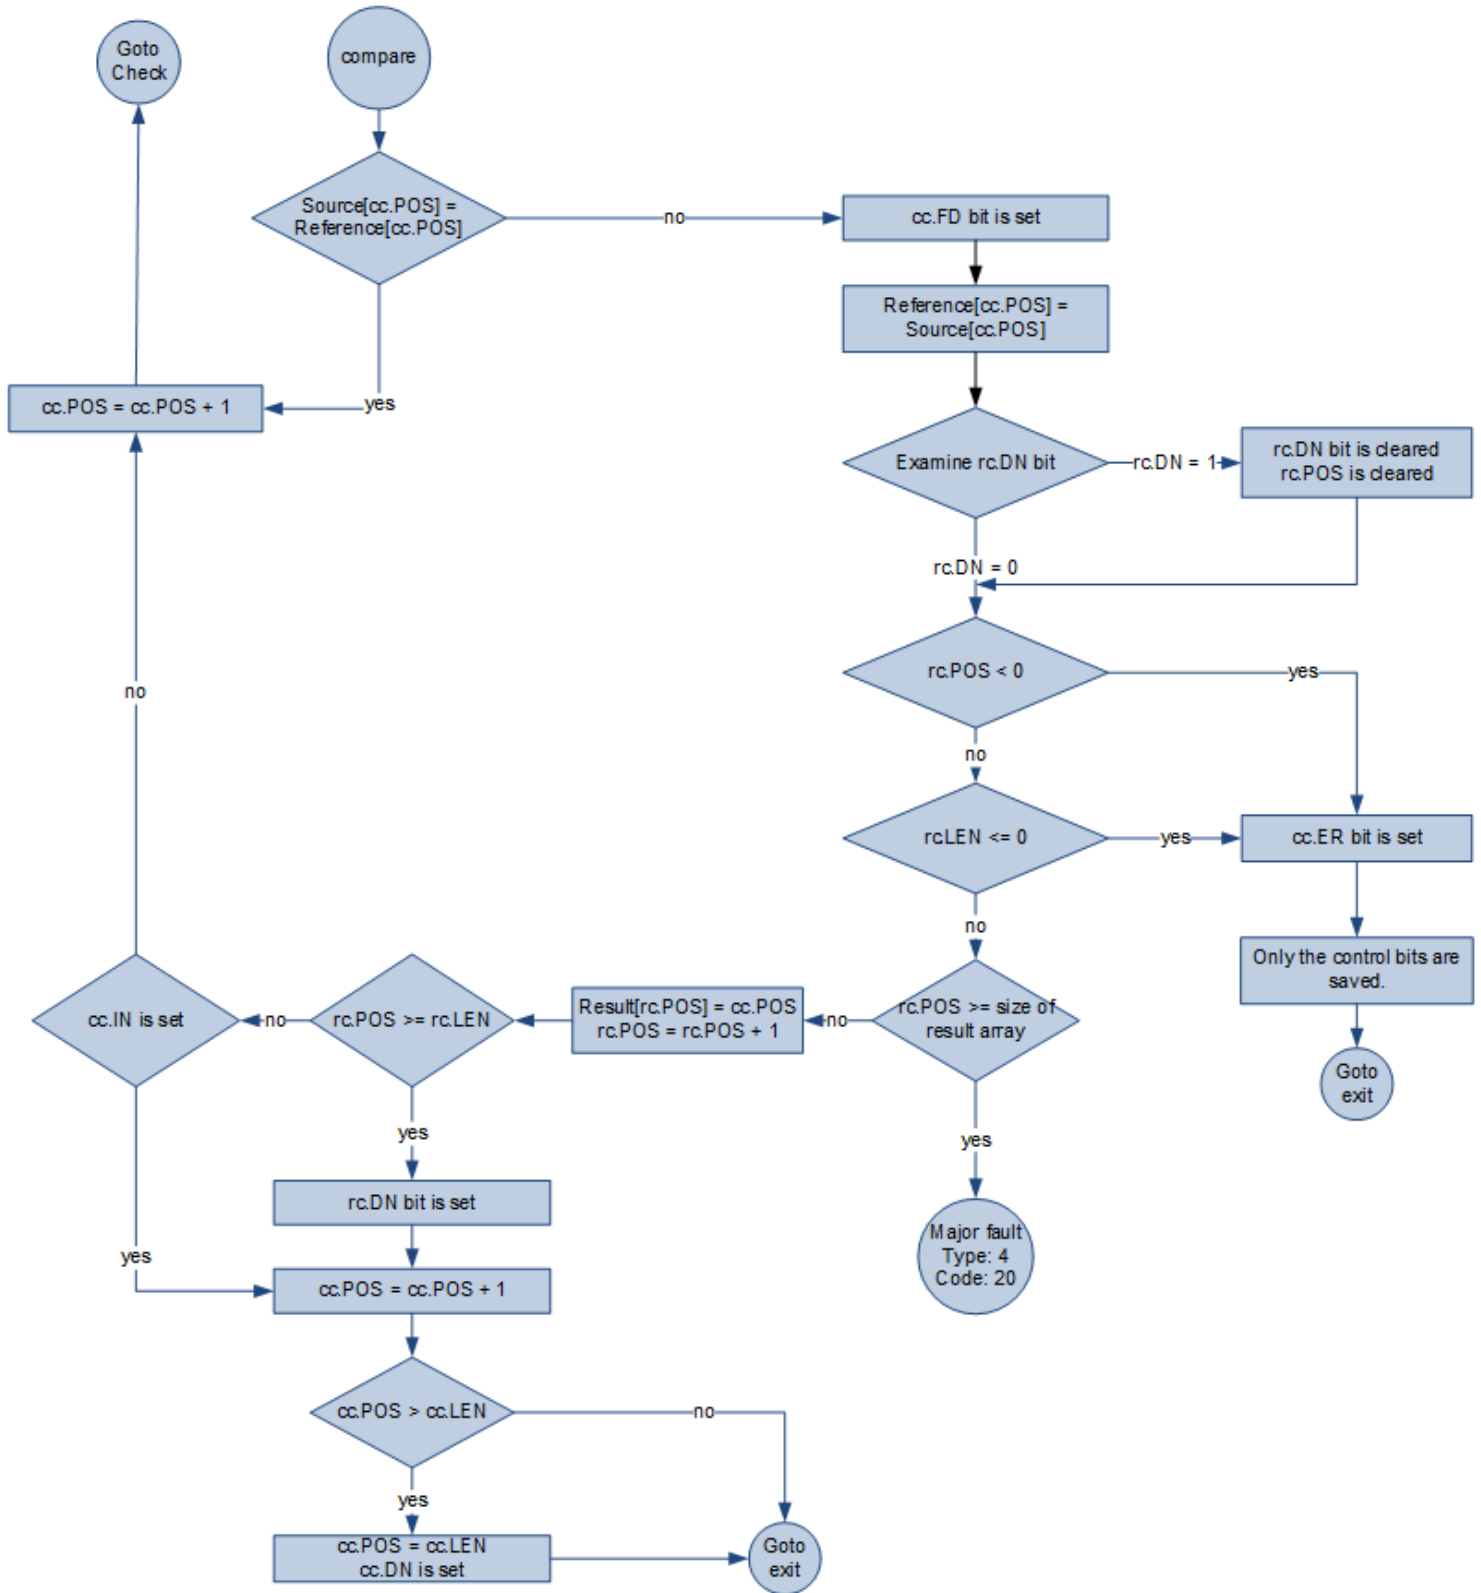 Goto
Check
compare
Source[cc.POS] =
Reference[cc.POS]
no
cc.FD bit is set
Reference[cc.POS] =
Source[cc.POS]
cc.POS = cc.POS + 1
yes
Examine rc.DN bit
rc.DN = 1
rc.DN bit is cleared
rc.POS is cleared
rc.DN = 0
rc.POS < 0
yes
no
no
rc.LEN <= 0
yes
cc.ER bit is set
no
Only the control bits are
saved.
cc.IN is set
no
rc.POS >= rc.LEN
Result[rc.POS] = cc.POS
rc.POS = rc.POS + 1
no
rc.POS >= size of
result array
Goto
exit
yes
yes
rc.DN bit is set
Major fault
Type: 4
Code: 20
yes
cc.POS = cc.POS + 1
cc.POS > cc.LEN
no
yes
cc.POS = cc.LEN
cc.DN is set
Goto
exit